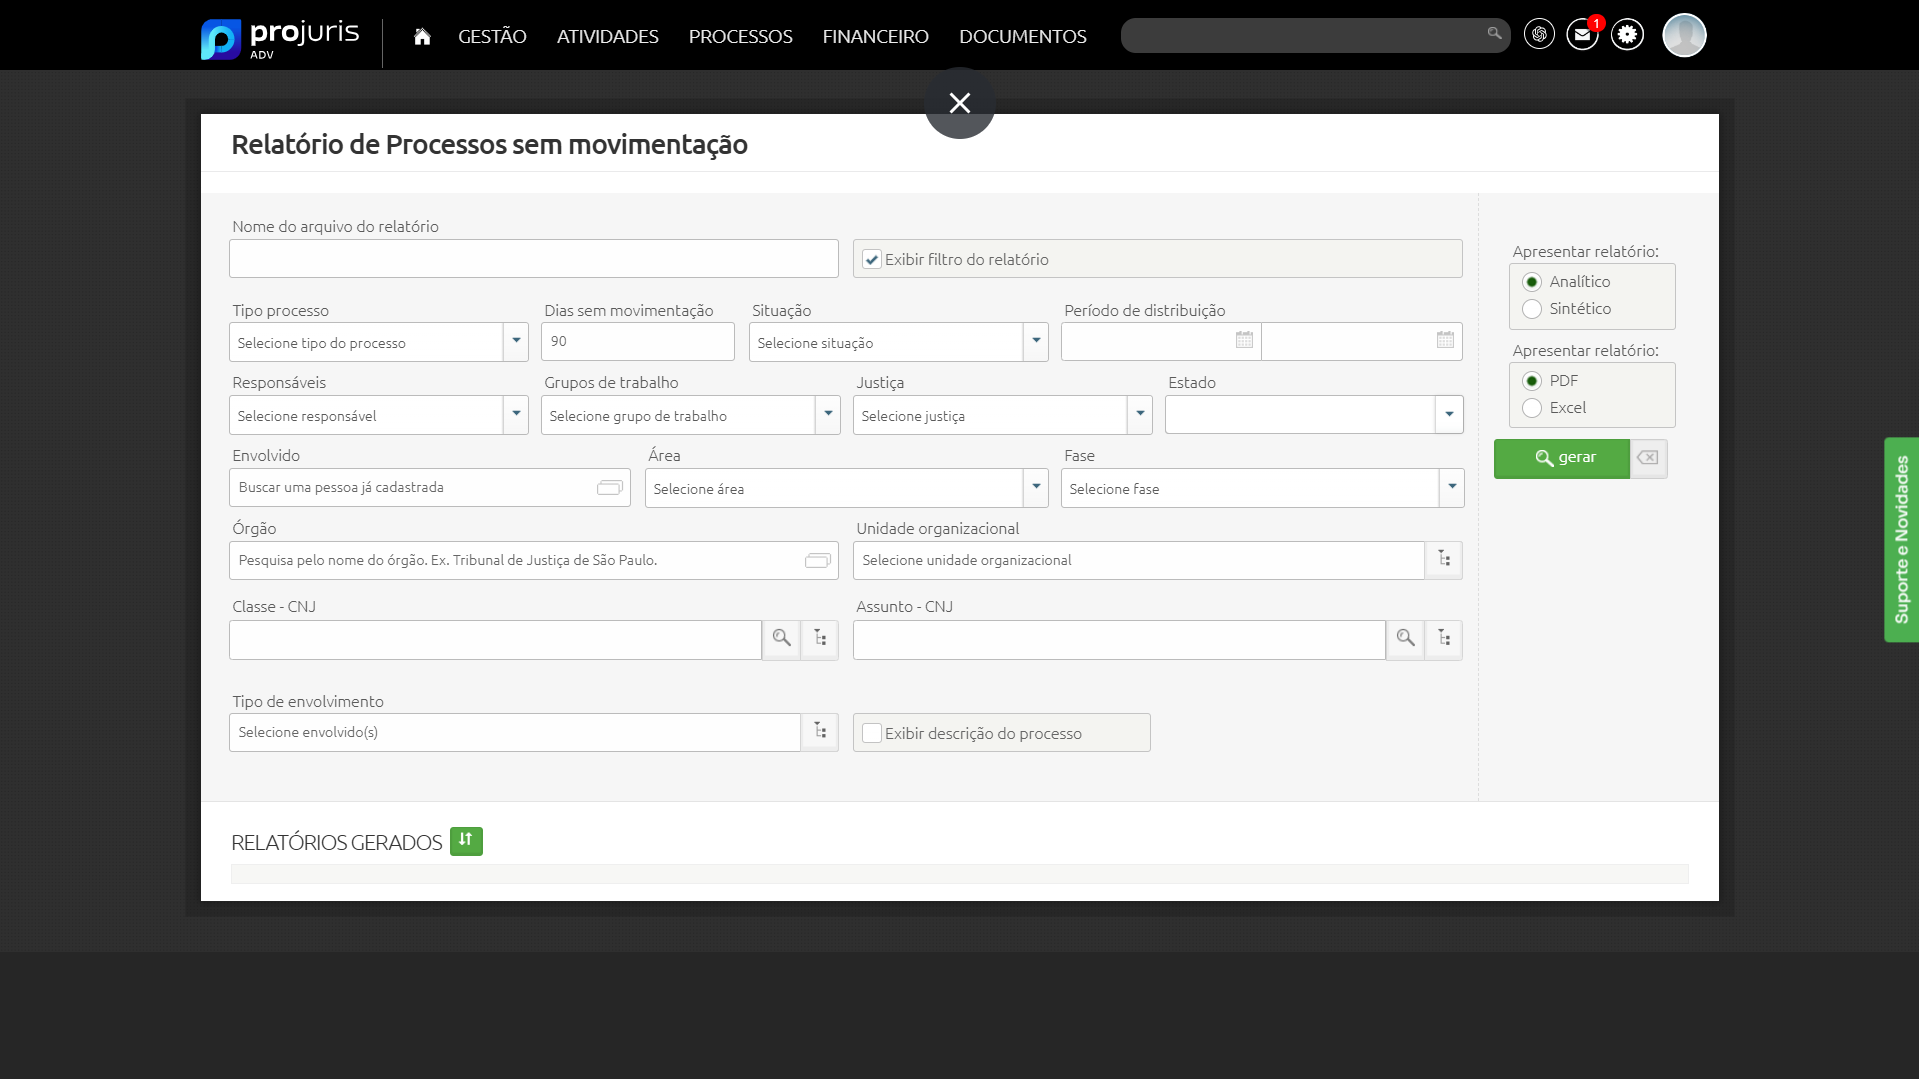 projuris
ADV
GESTÃO
ATIVIDADES
PROCESSOS
FINANCEIRO
DOCUMENTOS
1
Relatório de Processos sem movimentação
Nome do arquivo do relatório
Exibir filtro do relatório
Tipo processo
Dias sem movimentação
Situação
Período de distribuição
Selecione tipo do processo
90
Selecione situação
Responsáveis
Grupos de trabalho
Justiça
Estado
Selecione responsável
Selecione grupo de trabalho
Selecione justiça
Envolvido
Área
Fase
Buscar uma pessoa já cadastrada
Selecione área
Selecione fase
Órgão
Unidade organizacional
Pesquisa pelo nome do órgão. Ex. Tribunal de Justiça de São Paulo.
Selecione unidade organizacional
Classe - CNJ
Assunto - CNJ
Tipo de envolvimento
Selecione envolvido(s)
Exibir descrição do processo
Apresentar relatório:
Analítico
Sintético
Apresentar relatório:
PDF
Excel
gerar
Suporte e Novidades
RELATÓRIOS GERADOS